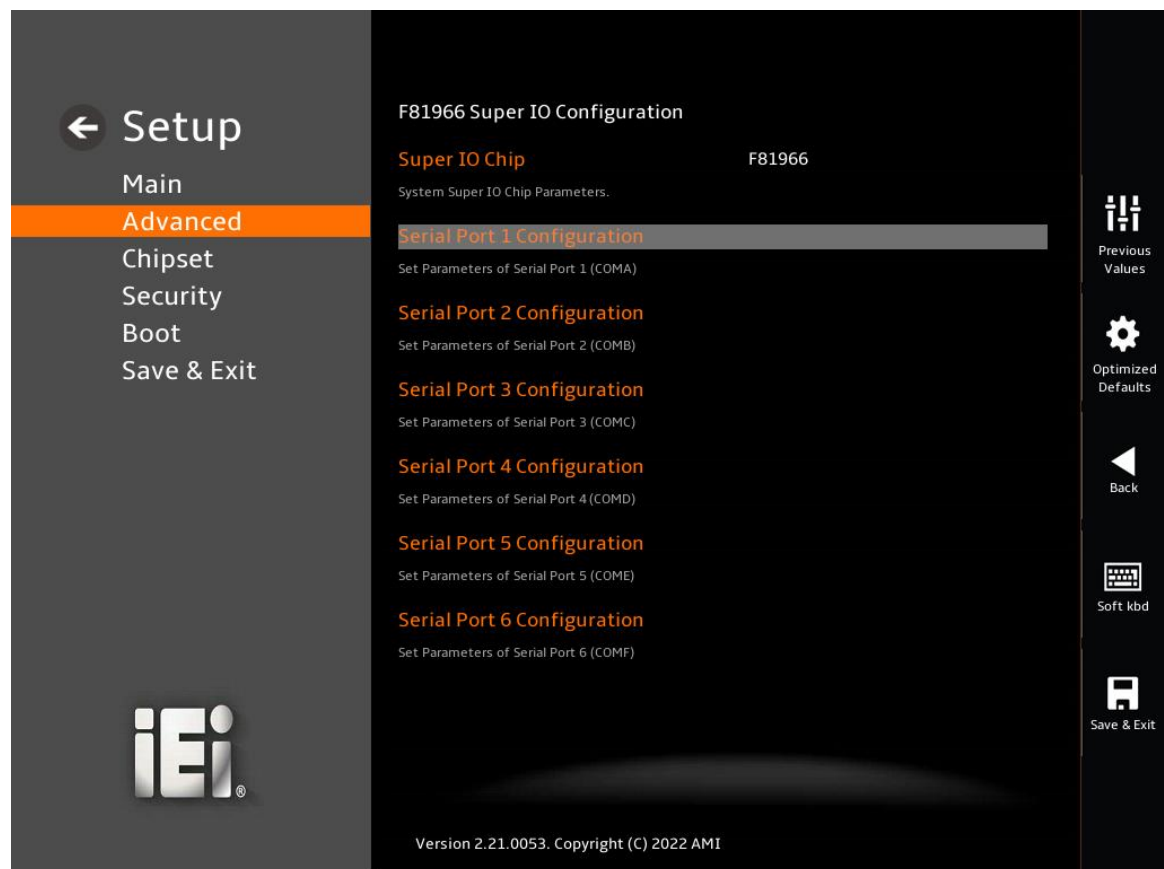 Setup
Main
Advanced
Chipset
Security
Boot
Save & Exit
iEi®
F81966 Super IO Configuration
Super IO Chip F81966
System Super IO Chip Parameters.
Serial Port 1 Configuration
Set Parameters of Serial Port 1 (COMA)
Serial Port 2 Configuration
Set Parameters of Serial Port 2 (COMB)
Serial Port 3 Configuration
Set Parameters of Serial Port 3 (COMC)
Serial Port 4 Configuration
Set Parameters of Serial Port 4 (COMD)
Serial Port 5 Configuration
Set Parameters of Serial Port 5 (COME)
Serial Port 6 Configuration
Set Parameters of Serial Port 6 (COMF)
Version 2.21.0053. Copyright (C) 2022 AMI
Previous
Values
Optimized
Defaults
Back
Soft kbd
Save & Exit